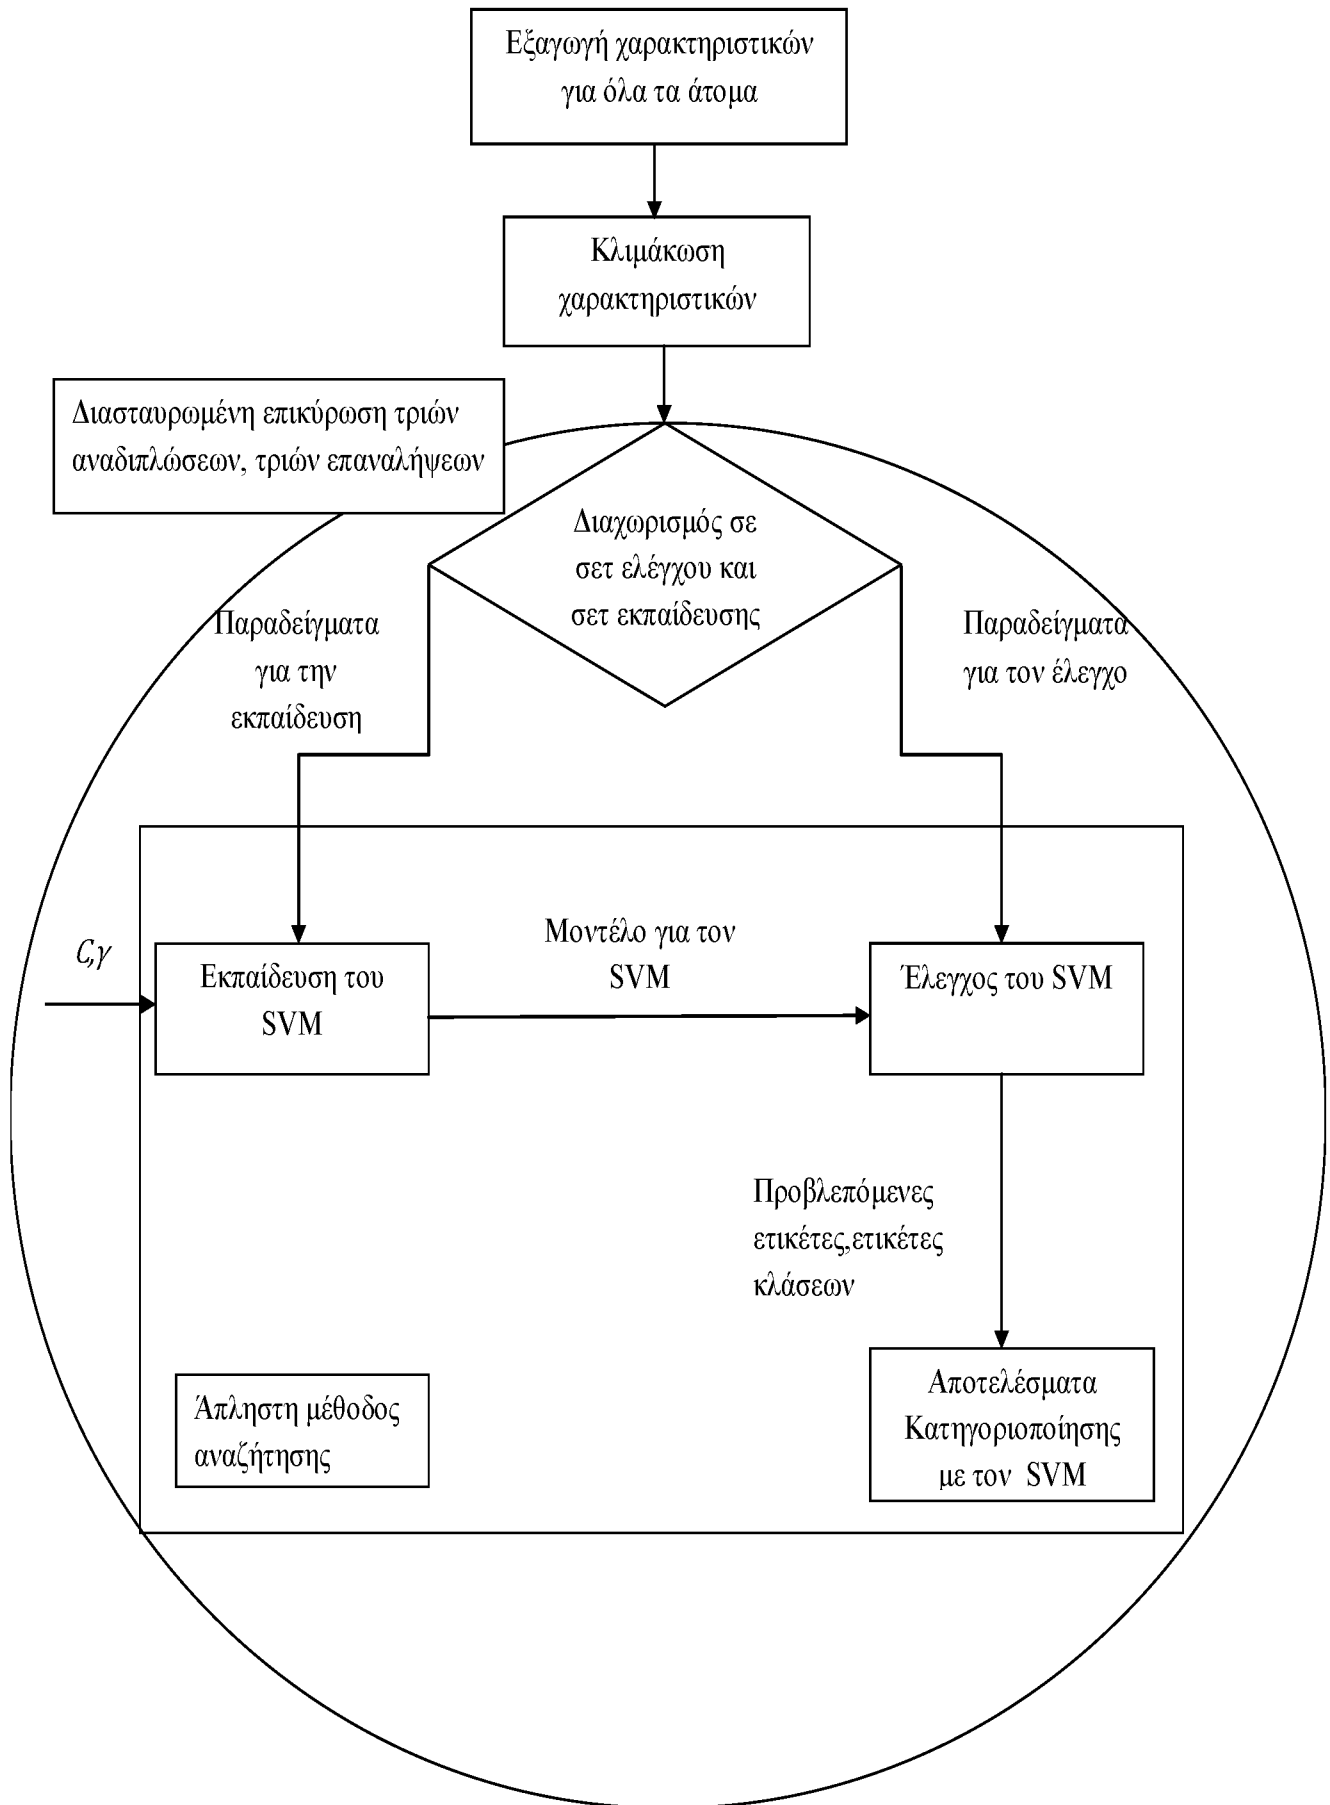 Εξαγωγή χαρακτηριστικών
για όλα τα άτομα
Κλιμάκωση
χαρακτηριστικών
Διασταυρωμένη επικύρωση τριών
αναδιπλώσεων, τριών επαναλήψεων
Διαχωρισμός σε
σετ ελέγχου και
σετ εκπαίδευσης
Παραδείγματα
για την
εκπαίδευση
Παραδείγματα
για τον έλεγχο
C,γ
Εκπαίδευση του
SVM
Μοντέλο για τον
SVM
Έλεγχος του SVM
Προβλεπόμενες
ετικέτες,ετικέτες
κλάσεων
Άπληστη μέθοδος
αναζήτησης
Αποτελέσματα
Κατηγοριοποίησης
με τον SVM